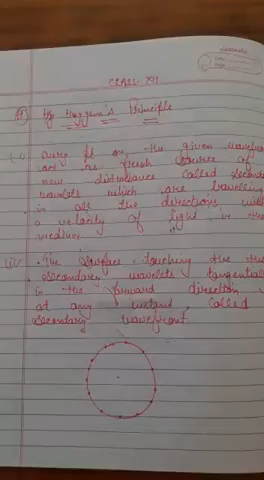 CLASS - XII
Huygen's Principle
(i) Every pt on the given wavefront
act as fresh source of
new disturbance called secondary
wavelets which are travelling
in all the directions with
a velocity of light in the
medium.
(ii) The surface touching the
secondary wavelets tangentially
in the forward direction
at any instant called
secondary wavefront.